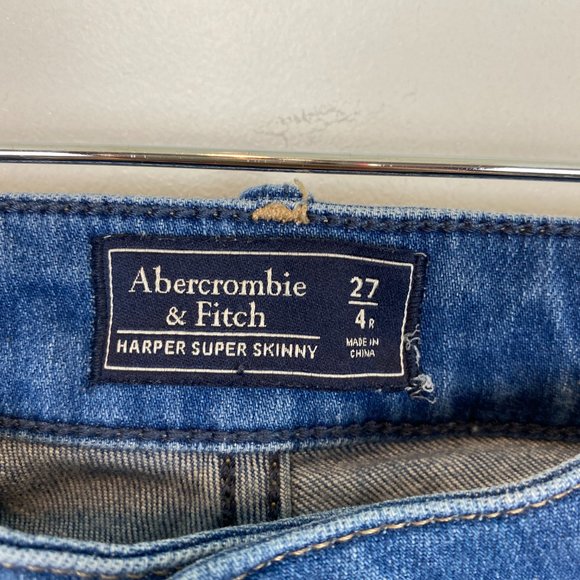 Abercrombie
& Fitch
HARPER SUPER SKINNY
27
4R
MADE IN
CHINA